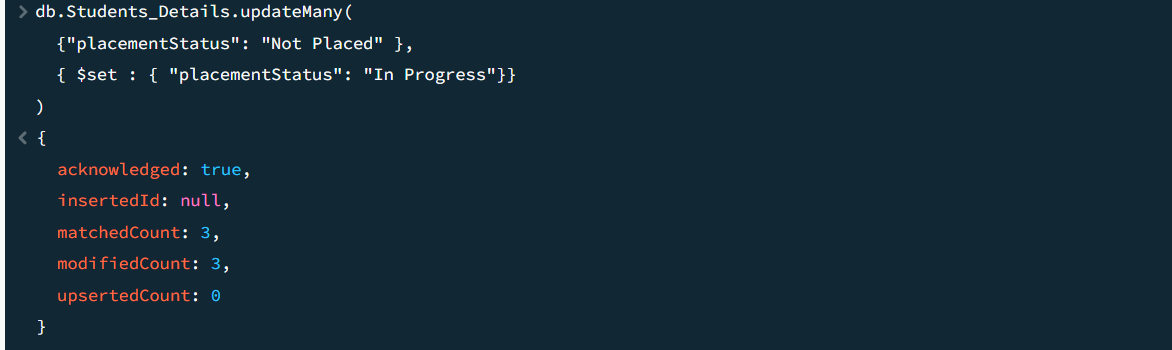 > db.Students_Details.updateMany(
{"placementStatus": "Not Placed" },
{ $set : { "placementStatus": "In Progress"}}
)
< {
acknowledged: true,
insertedId: null,
matchedCount: 3,
modifiedCount: 3,
upsertedCount: 0
}